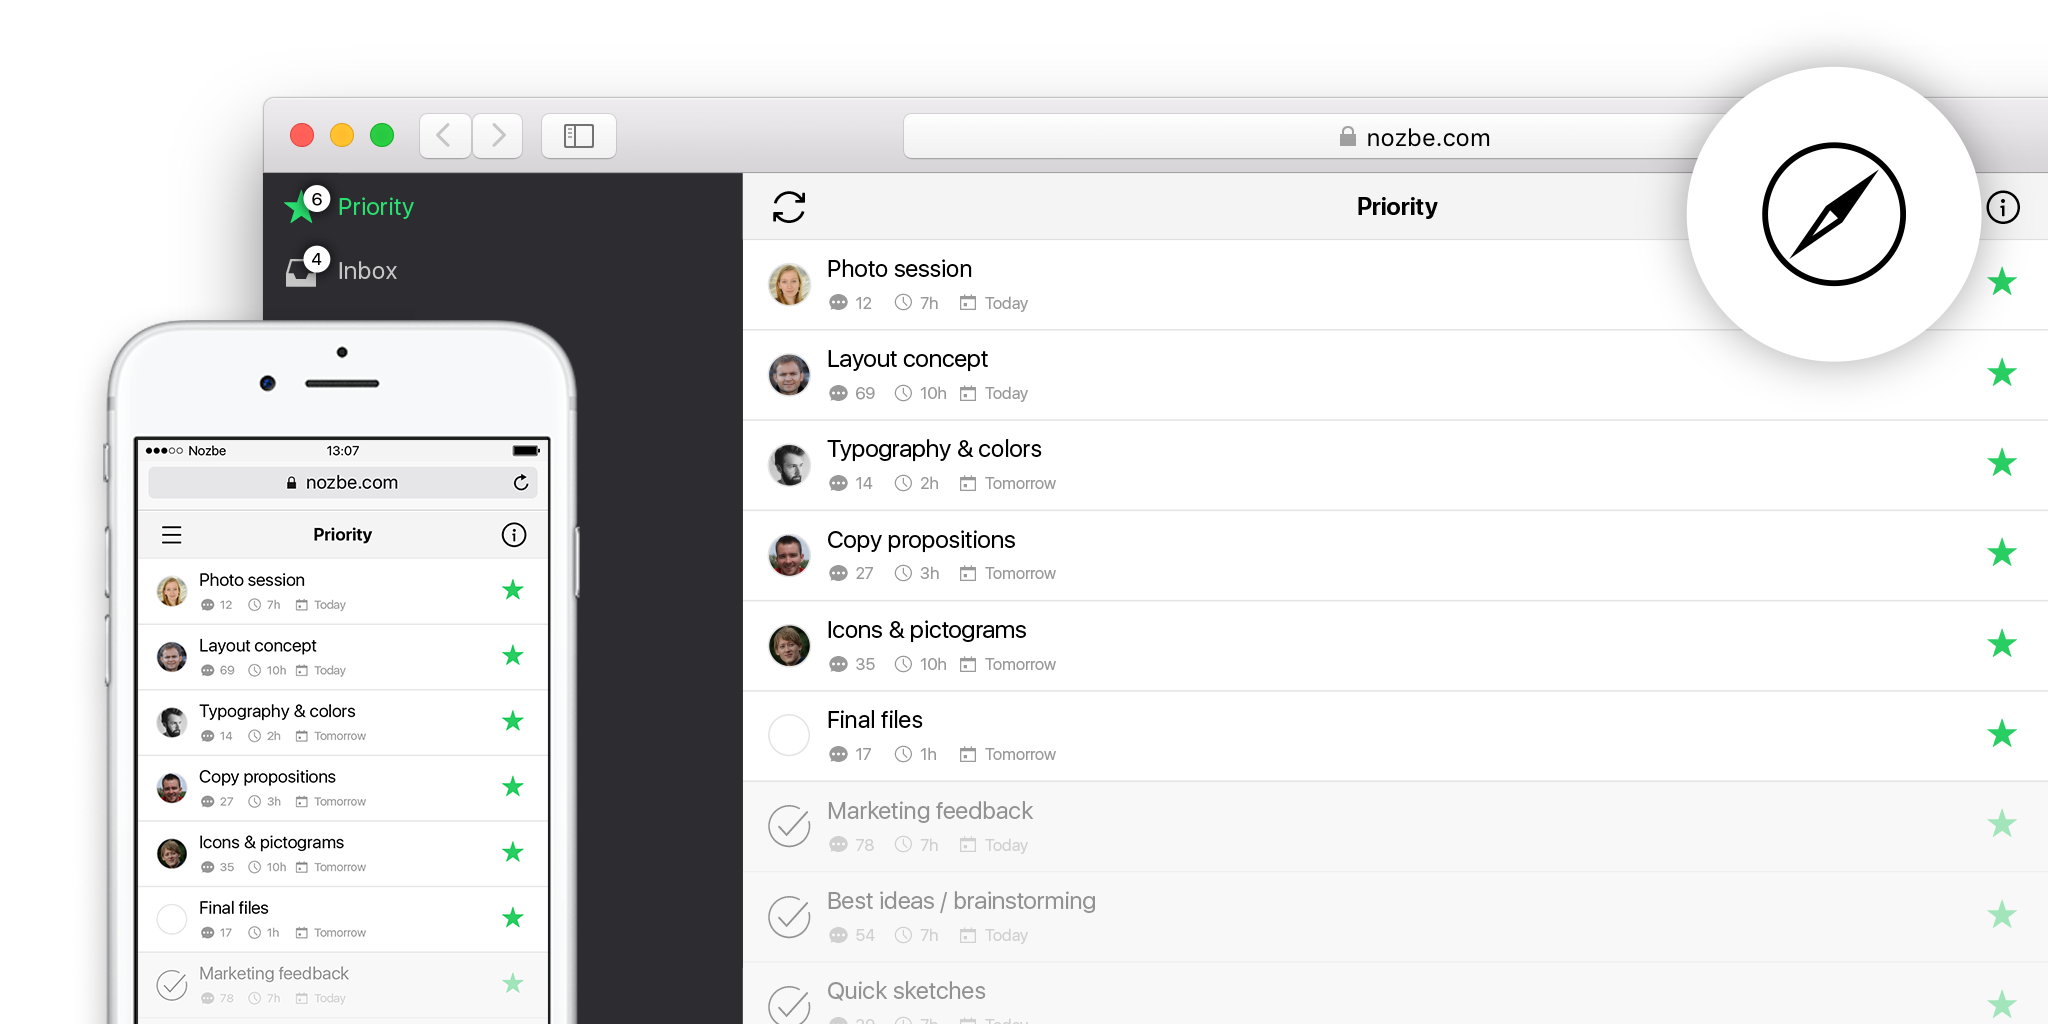 nozbe.com
6 Priority
4 Inbox
Priority
Photo session
12 7h Today
Layout concept
69 10h Today
Typography & colors
14 2h Tomorrow
Copy propositions
27 3h Tomorrow
Icons & pictograms
35 10h Tomorrow
Final files
17 1h Tomorrow
Marketing feedback
78 7h Today
Best ideas / brainstorming
54 7h Today
Quick sketches
7h Today
Nozbe 13:07
nozbe.com
Priority
Photo session
12 7h Today
Layout concept
69 10h Today
Typography & colors
14 2h Tomorrow
Copy propositions
27 3h Tomorrow
Icons & pictograms
35 10h Tomorrow
Final files
17 1h Tomorrow
Marketing feedback
78 7h Today